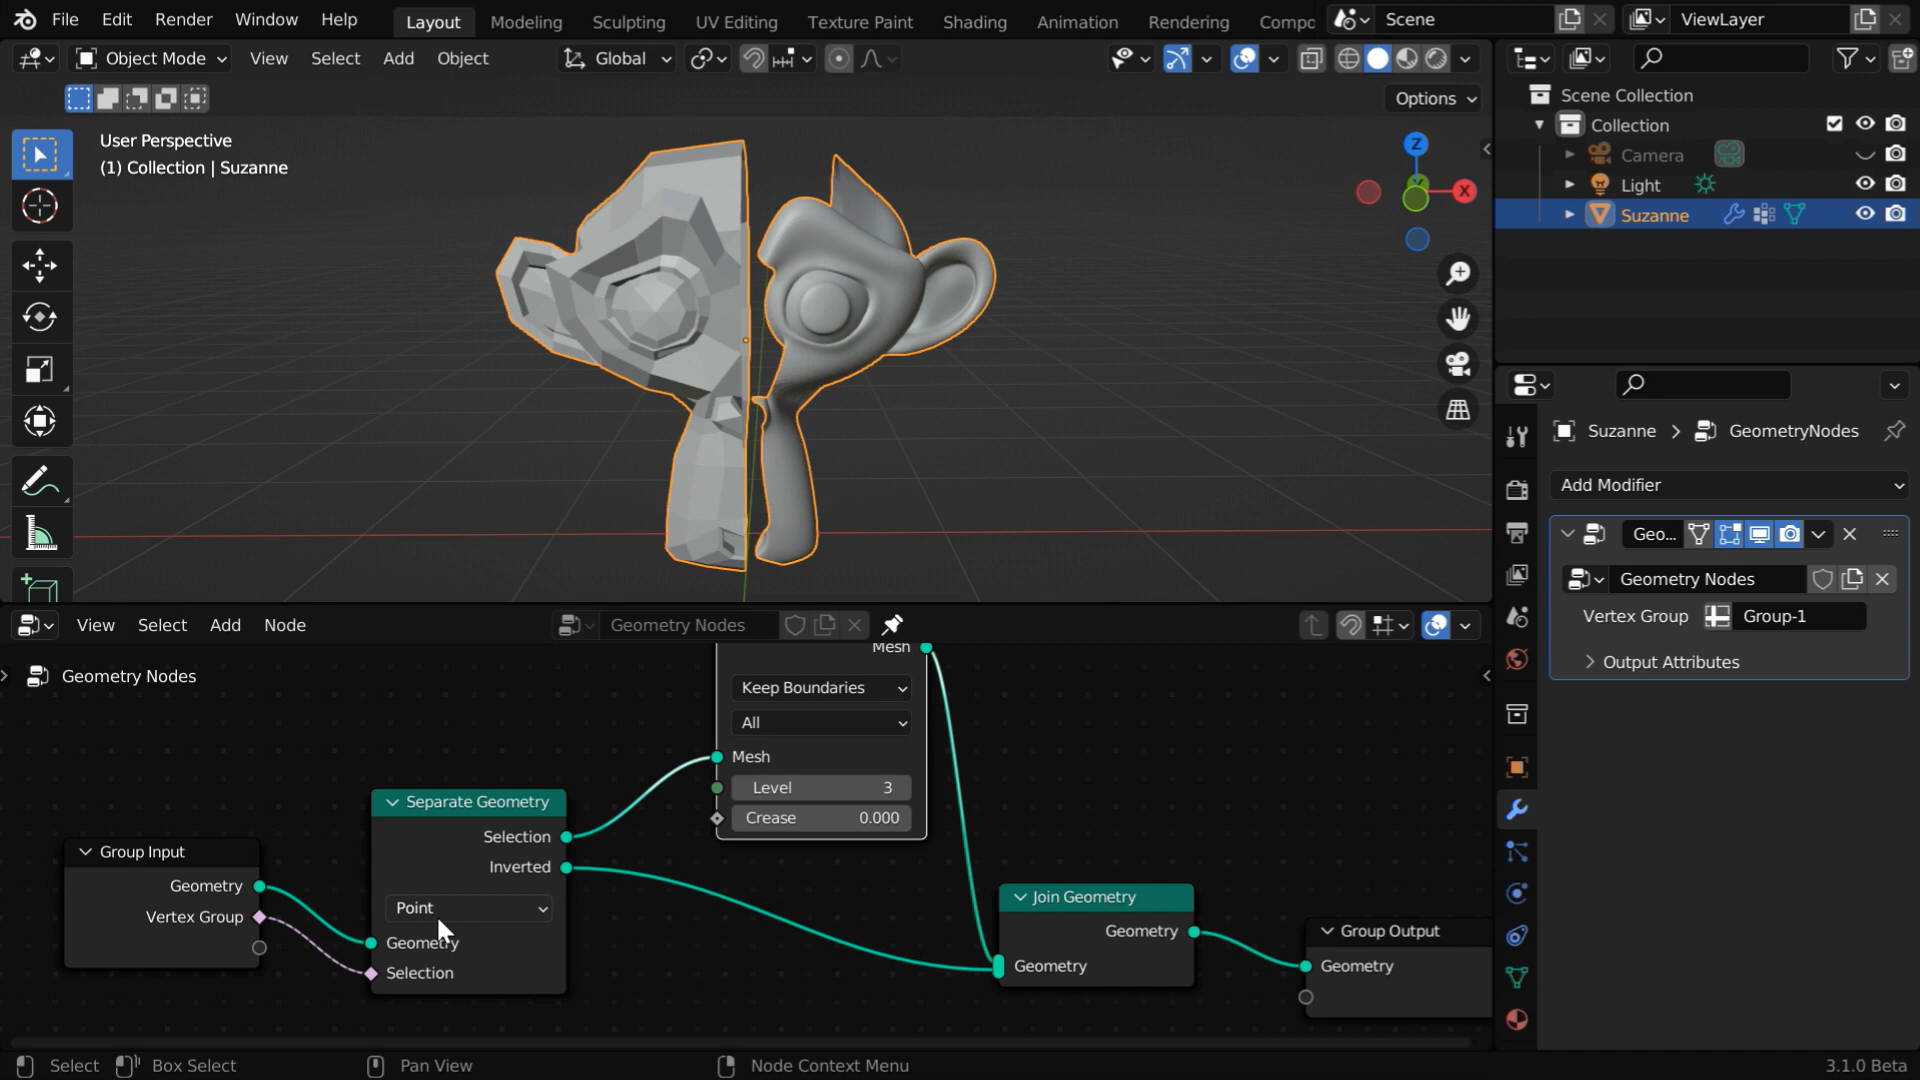 File Edit Render Window Help Layout Modeling Sculpting UV Editing Texture Paint Shading Animation Rendering Compo Scene ViewLayer
Object Mode View Select Add Object Global
Options
User Perspective
(1) Collection | Suzanne
Z
X
Scene Collection
Collection
Camera
Light
Suzanne
Suzanne > GeometryNodes
Add Modifier
Geo...
Geometry Nodes
Vertex Group Group-1
Output Attributes
View Select Add Node Geometry Nodes
Geometry Nodes
Mesh
Keep Boundaries
All
Mesh
Level 3
Crease 0.000
Separate Geometry
Selection
Inverted
Point
Geometry
Selection
Group Input
Geometry
Vertex Group
Join Geometry
Geometry
Geometry
Group Output
Geometry
Select Box Select Pan View Node Context Menu 3.1.0 Beta